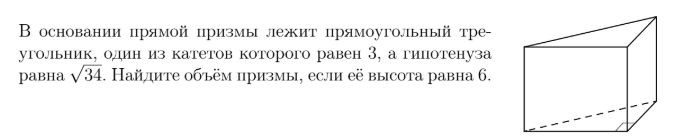 В основании прямой призмы лежит прямоугольный тре-
угольник, один из катетов которого равен 3, а гипотенуза
равна √34. Найдите объём призмы, если её высота равна 6.